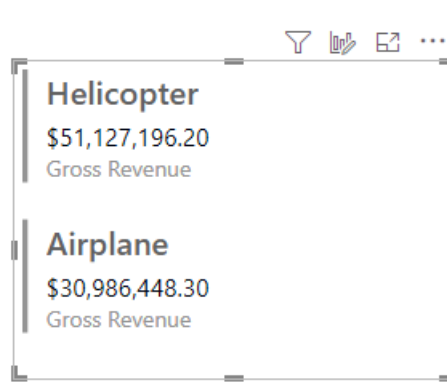 Helicopter
$51,127,196.20
Gross Revenue
Airplane
$30,986,448.30
Gross Revenue